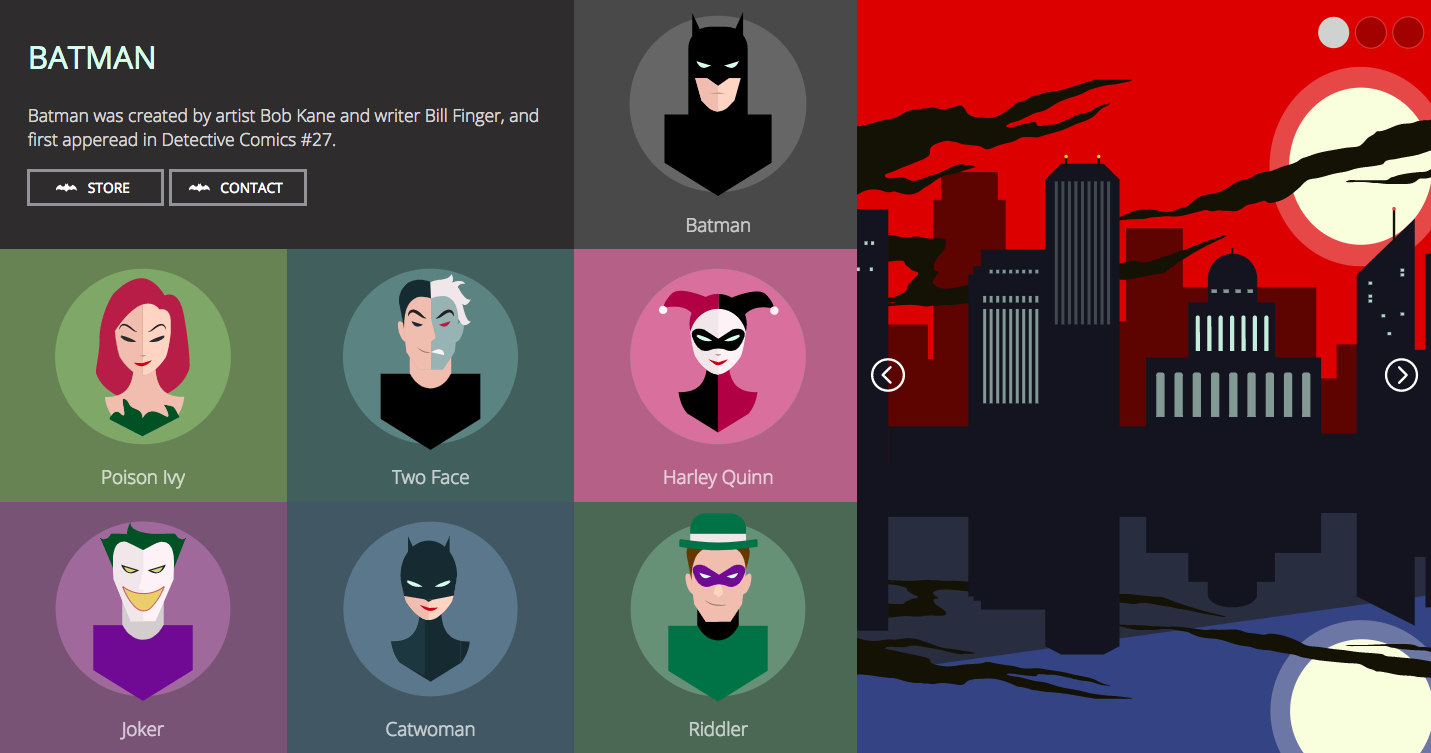 BATMAN
Batman was created by artist Bob Kane and writer Bill Finger, and
first apperead in Detective Comics #27.
STORE
CONTACT
Batman
Poison Ivy
Two Face
Harley Quinn
Joker
Catwoman
Riddler